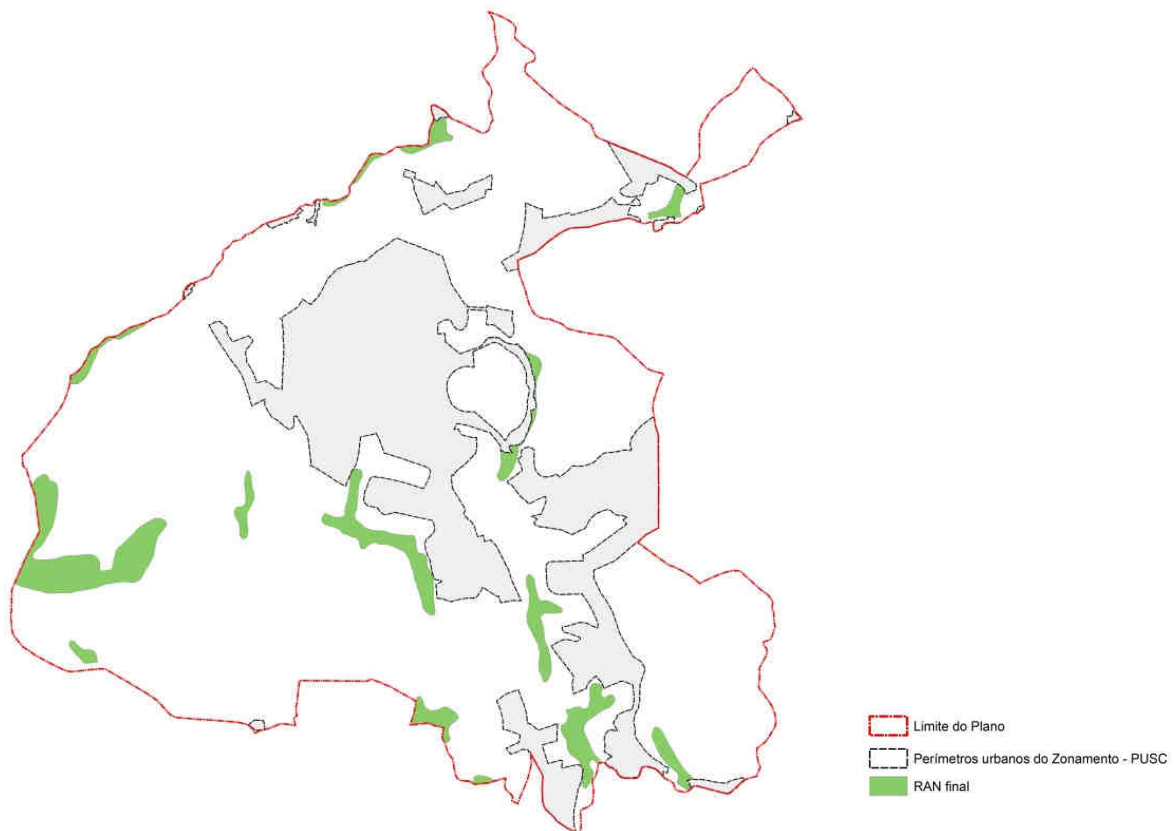 Limite do Plano
Perímetros urbanos do Zonamento - PUSC
RAN final